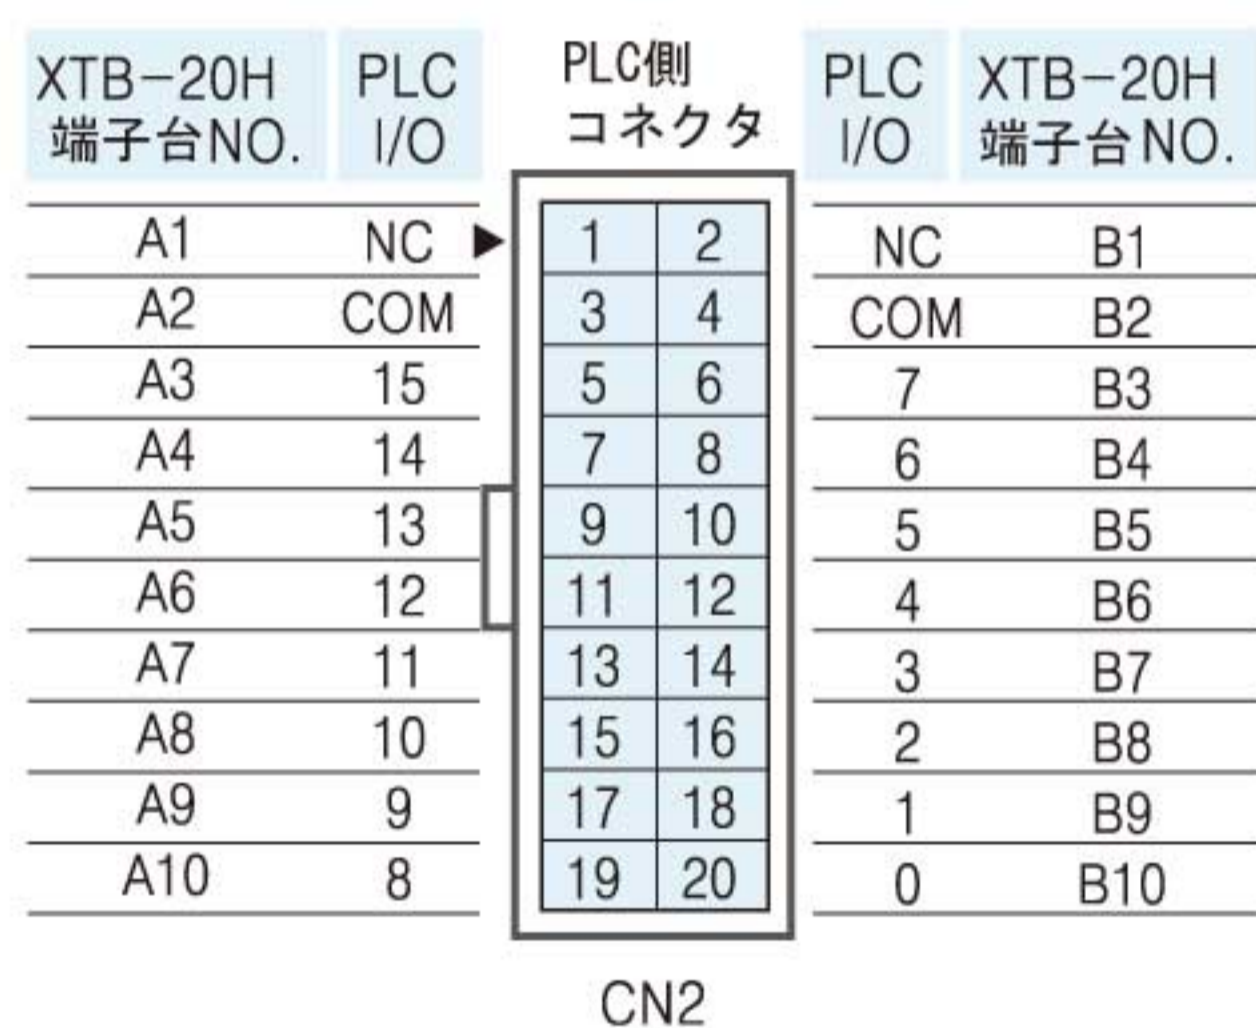 XTB-20H PLC PLC側 PLC XTB-20H
端子台NO. I/O コネクタ I/O 端子台NO.
A1 NC ▶ 1 2 NC B1
A2 COM 3 4 COM B2
A3 15 5 6 7 B3
A4 14 7 8 6 B4
A5 13 9 10 5 B5
A6 12 11 12 4 B6
A7 11 13 14 3 B7
A8 10 15 16 2 B8
A9 9 17 18 1 B9
A10 8 19 20 0 B10
CN2